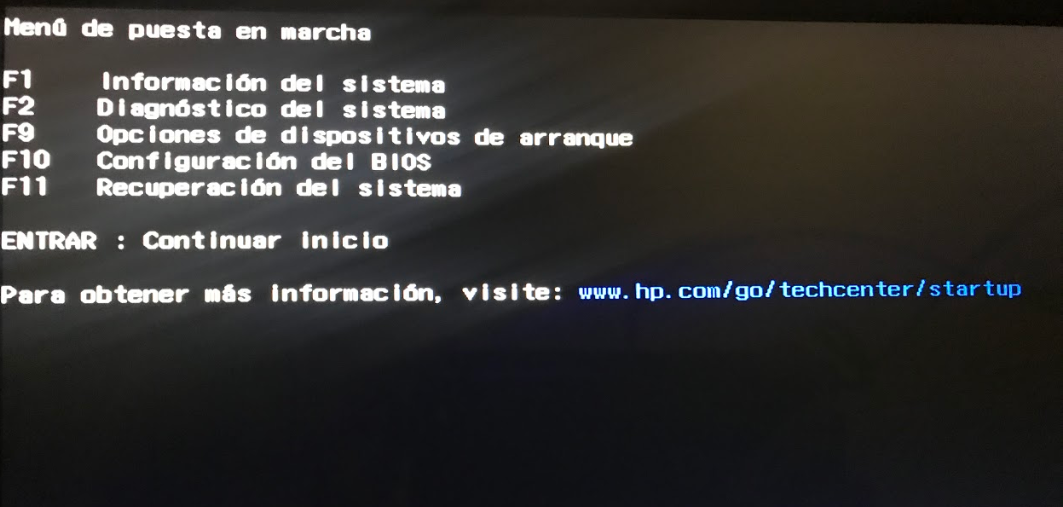 Menú de puesta en marcha
F1 Información del sistema
F2 Diagnóstico del sistema
F9 Opciones de dispositivos de arranque
F10 Configuración del BIOS
F11 Recuperación del sistema
ENTRAR : Continuar inicio
Para obtener más información, visite: www.hp.com/go/techcenter/startup